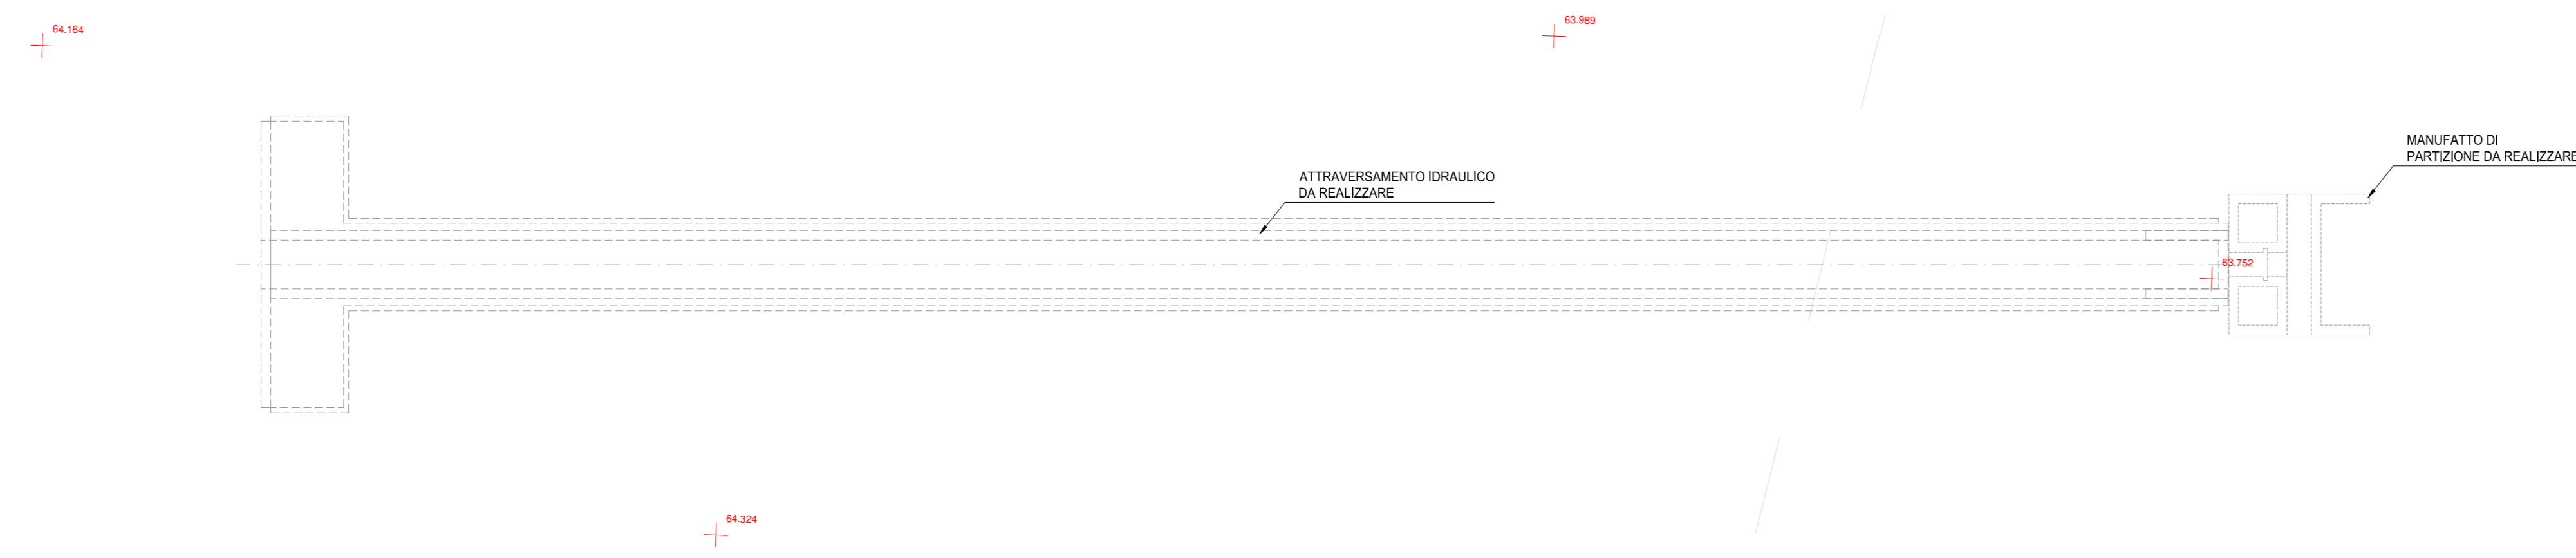 64.164
63.989
MANUFATTO DI
PARTIZIONE DA REALIZZARE
ATTRAVERSAMENTO IDRAULICO
DA REALIZZARE
63.752
64.324